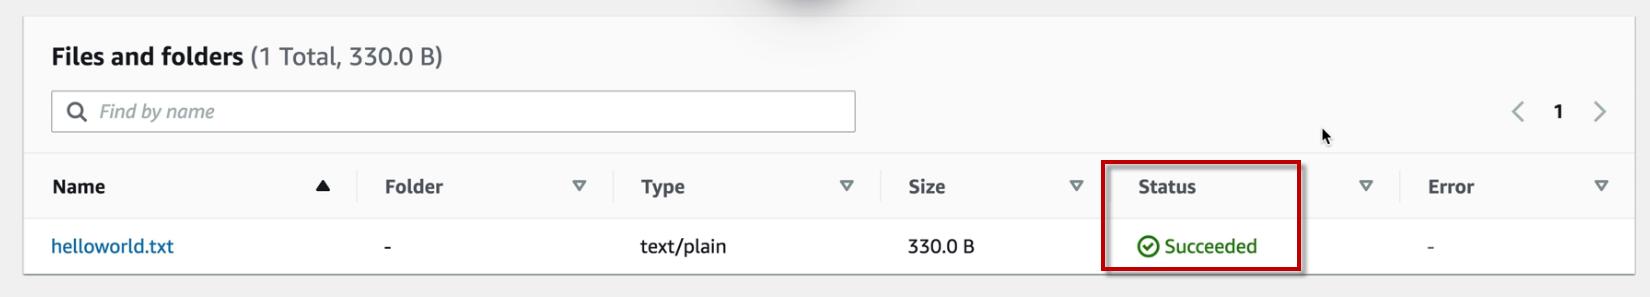 Files and folders (1 Total, 330.0 B)
Find by name
1
Name Folder Type Size Status Error
helloworld.txt - text/plain 330.0 B Succeeded -